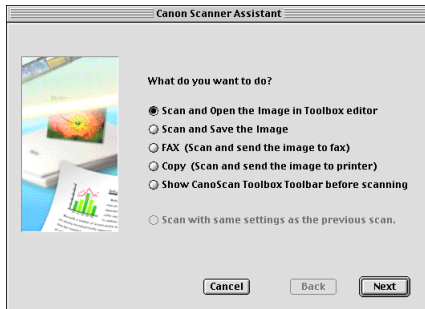 Canon Scanner Assistant
What do you want to do?
Scan and Open the Image in Toolbox editor
Scan and Save the Image
FAX (Scan and send the image to fax)
Copy (Scan and send the image to printer)
Show CanoScan Toolbox Toolbar before scanning
Scan with same settings as the previous scan.
Cancel Back Next